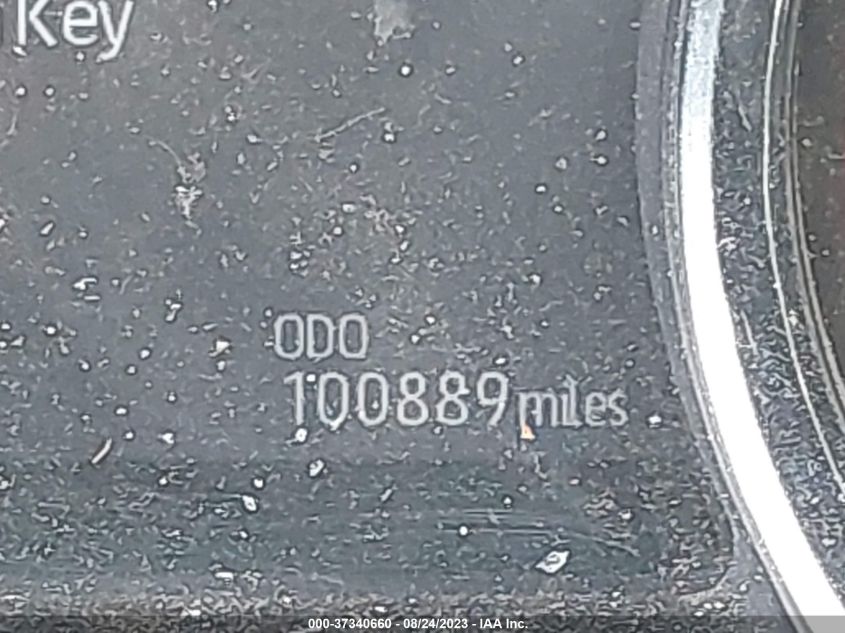 Key
ODO
100889 miles
000-37340660 - 08/24/2023 - IAA Inc.